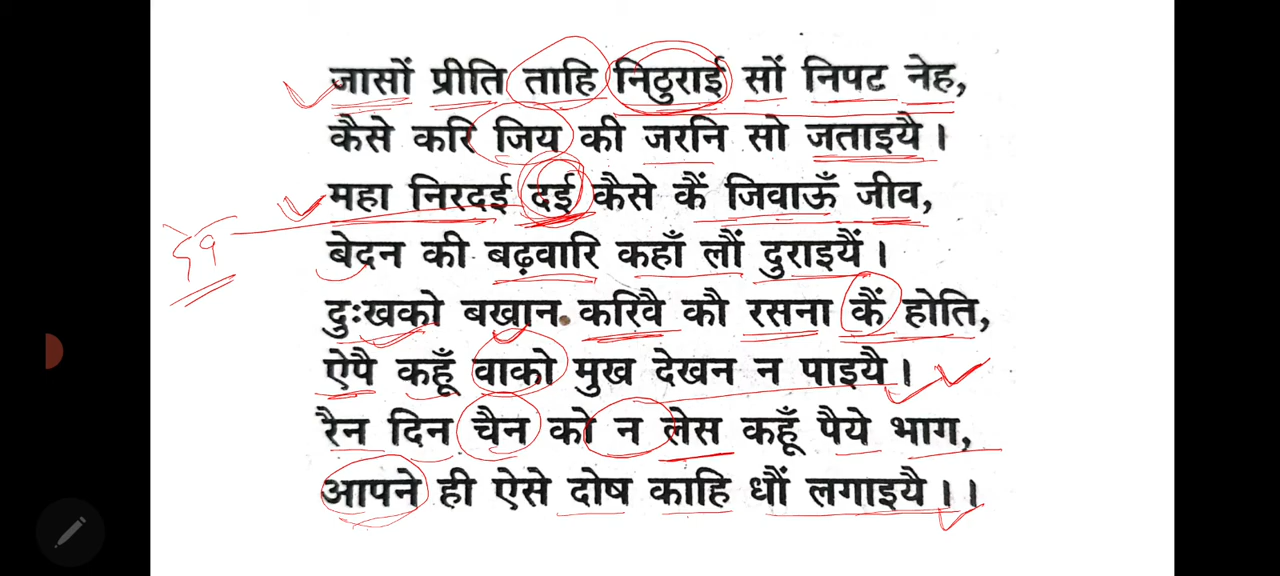 जासों प्रीति ताहि निठुराई सों निपट नेह,
कैसे करि जिय की जरनि सो जताइयै।
महा निरदई दई कैसे कैं जिवाऊँ जीव,
बेदन की बढ़वारि कहाँ लौं दुराइयैं।
दुःखको बखान करिवै कौ रसना कैं होति,
ऐपै कहूँ वाको मुख देखन न पाइयै।
रैन दिन चैन को न लेस कहूँ पैये भाग,
आपने ही ऐसे दोष काहि धौं लगाइयै।।